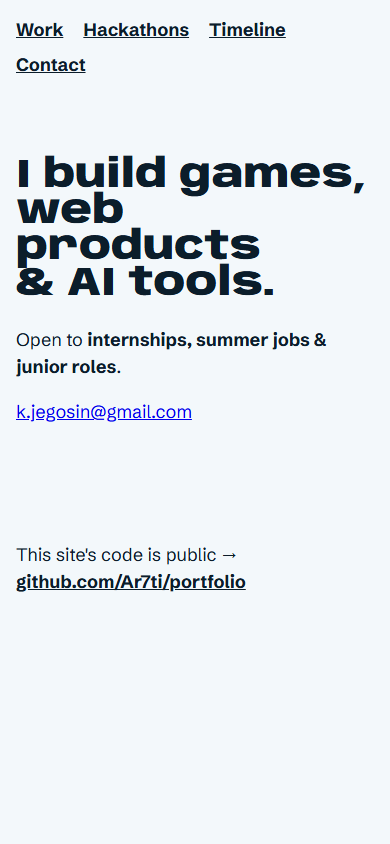 Work Hackathons Timeline
Contact
I build games,
web
products
& AI tools.
Open to internships, summer jobs &
junior roles.
k.jegosin@gmail.com
This site's code is public →
github.com/Ar7ti/portfolio